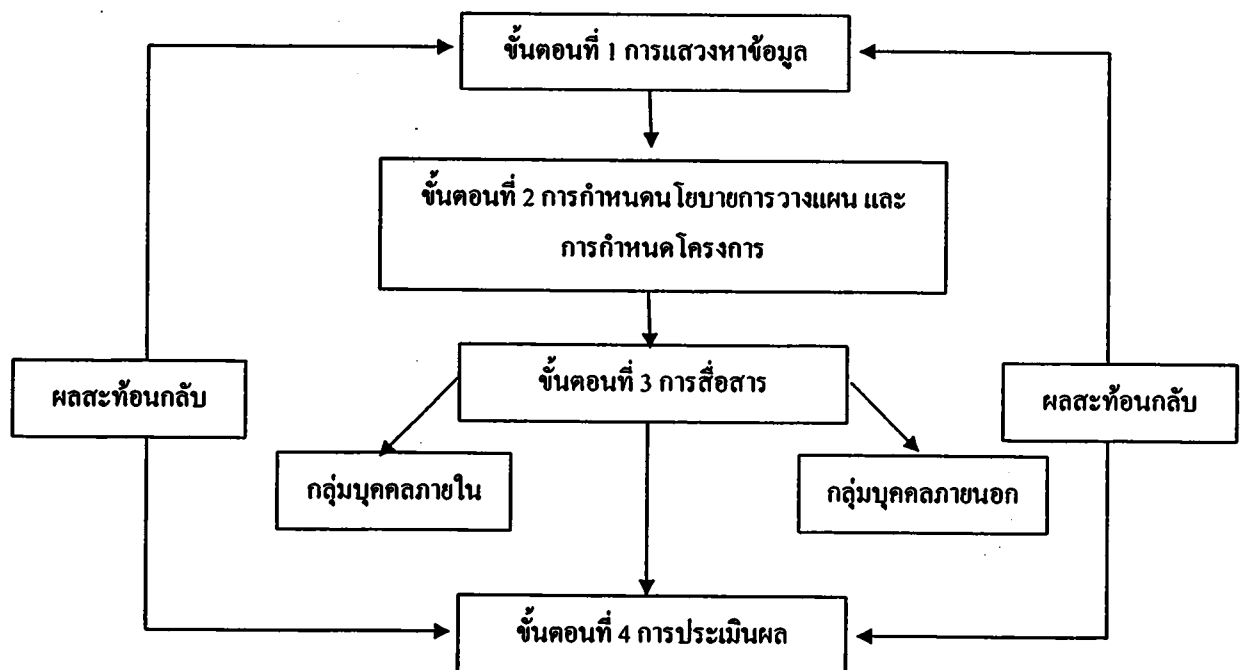 ขั้นตอนที่ 1 การแสวงหาข้อมูล
ขั้นตอนที่ 2 การกำหนดนโยบายการวางแผน และ
การกำหนดโครงการ
ขั้นตอนที่ 3 การสื่อสาร
ผลสะท้อนกลับ
ผลสะท้อนกลับ
กลุ่มบุคคลภายใน
กลุ่มบุคคลภายนอก
ขั้นตอนที่ 4 การประเมินผล